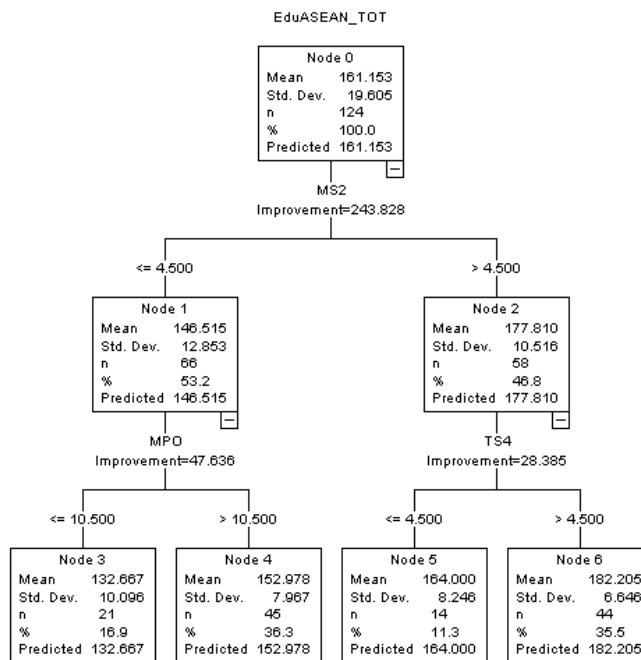 EduASEAN_TOT
Node 0
Mean 161.153
Std. Dev. 19.605
n 124
% 100.0
Predicted 161.153
MS2
Improvement=243.828
<= 4.500
> 4.500
Node 1
Mean 146.515
Std. Dev. 12.853
n 66
% 53.2
Predicted 146.515
Node 2
Mean 177.810
Std. Dev. 10.516
n 58
% 46.8
Predicted 177.810
MPO
Improvement=47.636
TS4
Improvement=28.385
<= 10.500
> 10.500
<= 4.500
> 4.500
Node 3
Mean 132.667
Std. Dev. 10.096
n 21
% 16.9
Predicted 132.667
Node 4
Mean 152.978
Std. Dev. 7.967
n 45
% 36.3
Predicted 152.978
Node 5
Mean 164.000
Std. Dev. 8.246
n 14
% 11.3
Predicted 164.000
Node 6
Mean 182.205
Std. Dev. 6.646
n 44
% 35.5
Predicted 182.205